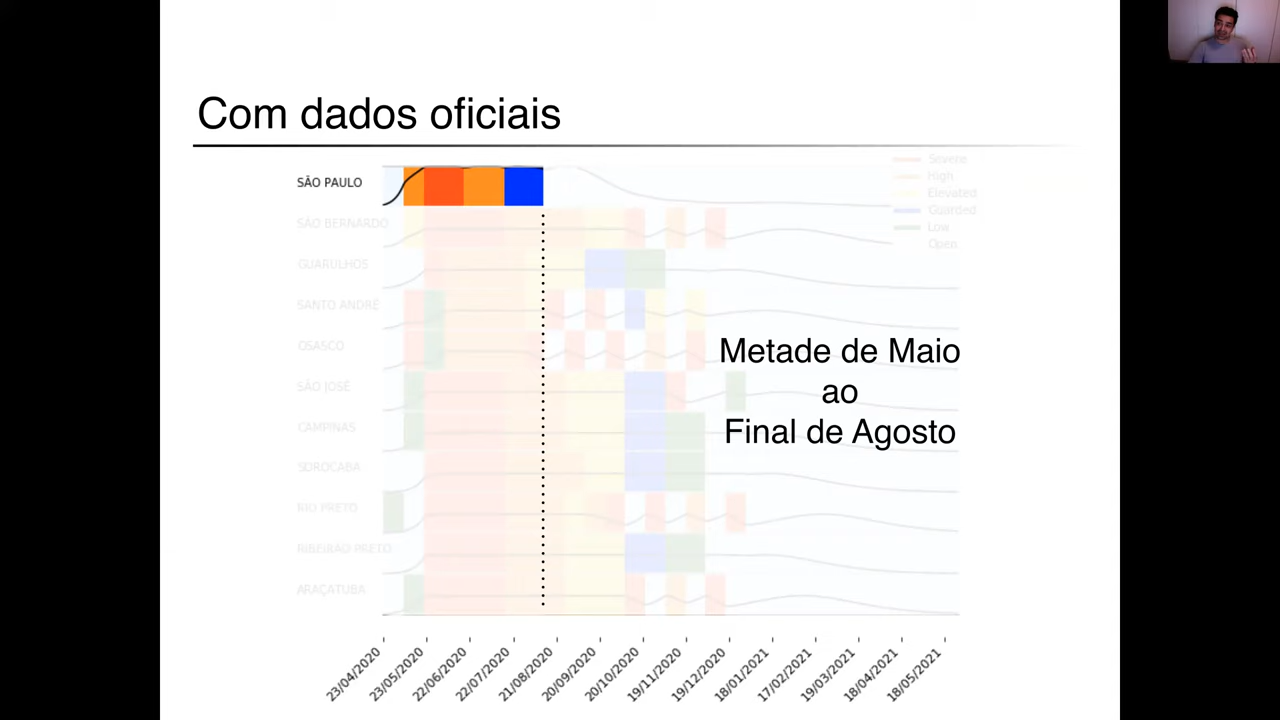 Com dados oficiais
SÃO PAULO
SÃO BERNARDO
GUARULHOS
SANTO ANDRÉ
OSASCO
SÃO JOSÉ
CAMPINAS
SOROCABA
RIO PRETO
RIBEIRÃO PRETO
ARAÇATUBA
Severe
High
Elevated
Guarded
Low
Open
Metade de Maio
ao
Final de Agosto
23/04/2020
23/05/2020
22/06/2020
22/07/2020
21/08/2020
20/09/2020
20/10/2020
19/11/2020
19/12/2020
18/01/2021
17/02/2021
19/03/2021
18/04/2021
18/05/2021